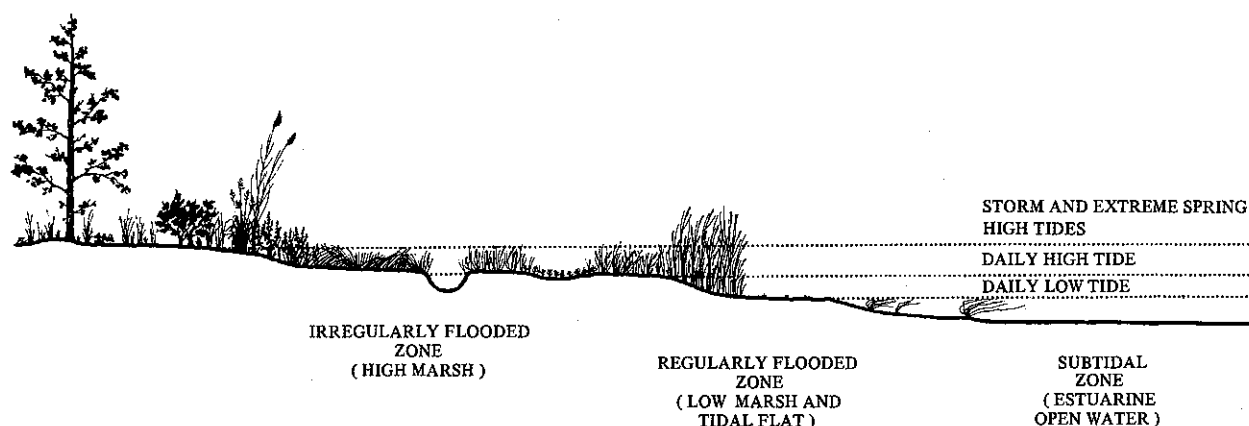 STORM AND EXTREME SPRING
HIGH TIDES
DAILY HIGH TIDE
DAILY LOW TIDE
IRREGULARLY FLOODED
ZONE
( HIGH MARSH )
REGULARLY FLOODED
ZONE
( LOW MARSH AND
TIDAL FLAT )
SUBTIDAL
ZONE
( ESTUARINE
OPEN WATER )